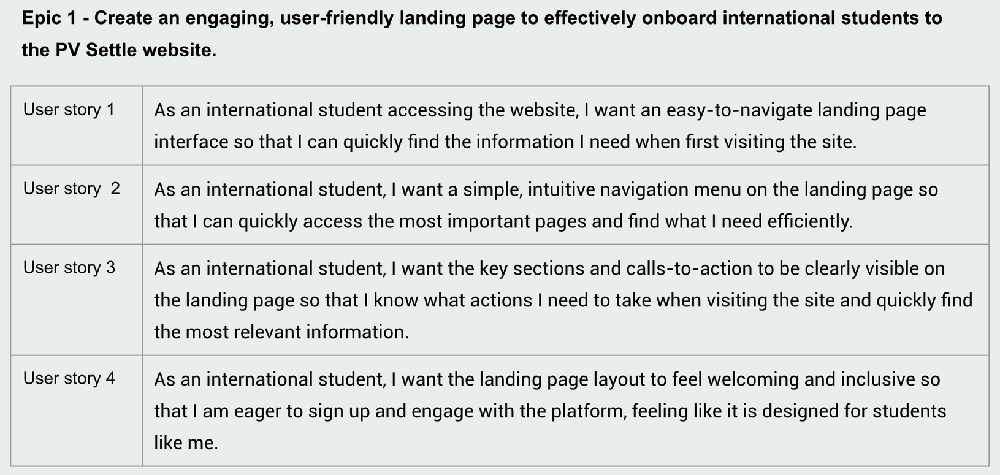 Epic 1 - Create an engaging, user-friendly landing page to effectively onboard international students to
the PV Settle website.
User story 1
As an international student accessing the website, I want an easy-to-navigate landing page
interface so that I can quickly find the information I need when first visiting the site.
User story  2
As an international student, I want a simple, intuitive navigation menu on the landing page so
that I can quickly access the most important pages and find what I need efficiently.
User story 3
As an international student, I want the key sections and calls-to-action to be clearly visible on
the landing page so that I know what actions I need to take when visiting the site and quickly find
the most relevant information.
User story 4
As an international student, I want the landing page layout to feel welcoming and inclusive so
that I am eager to sign up and engage with the platform, feeling like it is designed for students
like me.